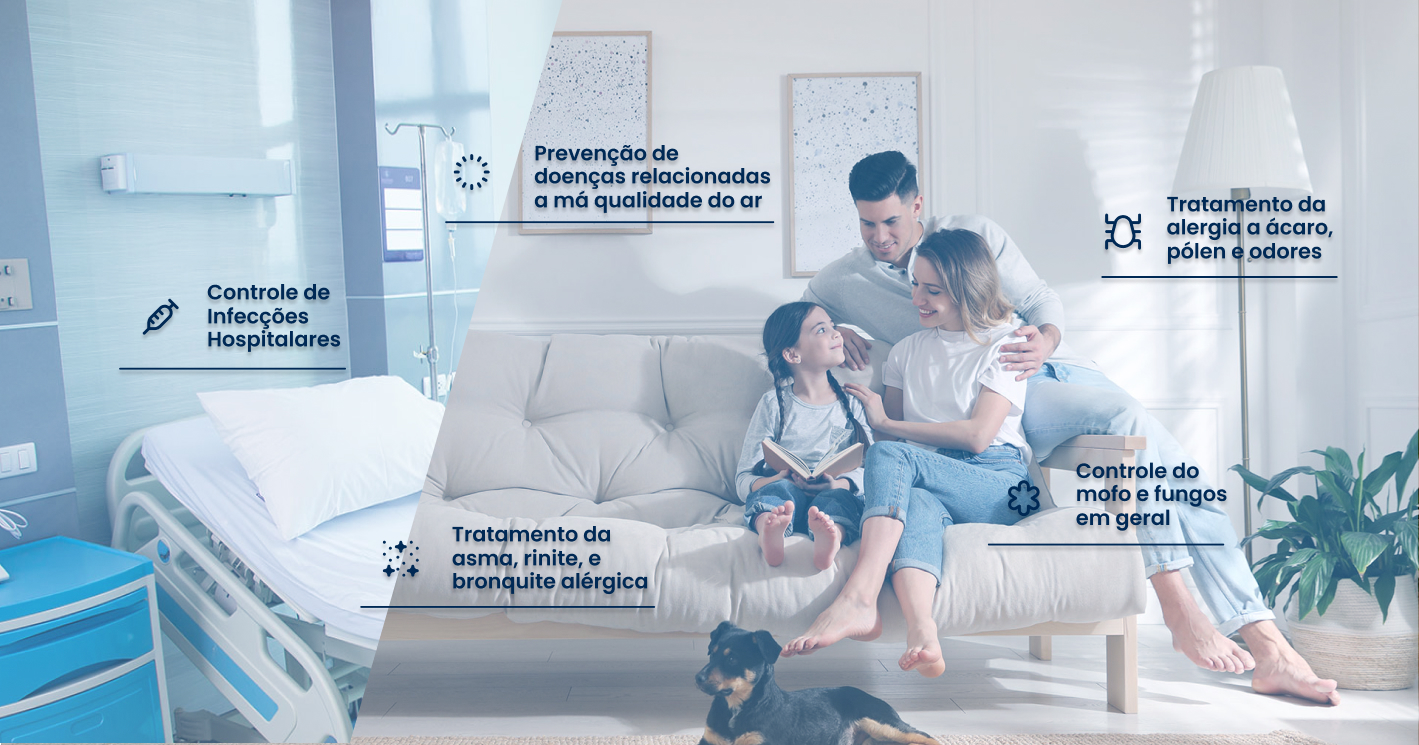 Prevenção de
doenças relacionadas
a má qualidade do ar
Tratamento da
alergia a ácaro,
pólen e odores
Controle de
Infecções
Hospitalares
Controle do
mofo e fungos
em geral
Tratamento da
asma, rinite, e
bronquite alérgica